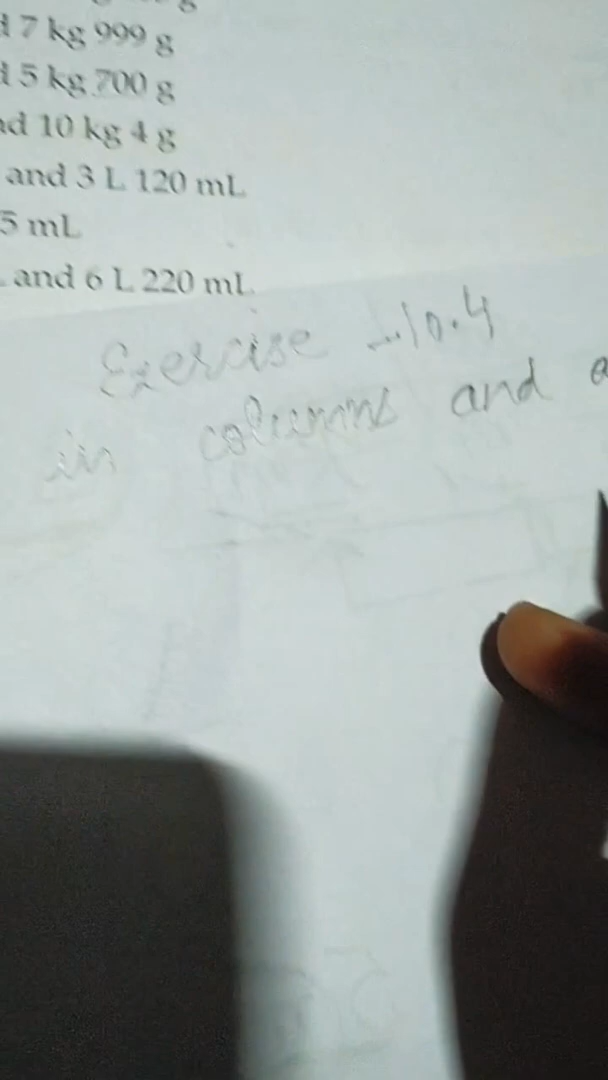 7 kg 999 g
5 kg 700 g
10 kg 4 g
and 3 L 120 mL
5 mL
and 6 L 220 mL
Exercise -10.4
in columns and a